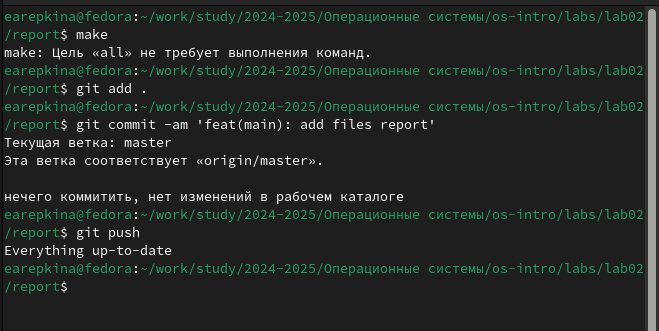 earepkina@fedora:~/work/study/2024-2025/Операционные системы/os-intro/labs/lab02
/report$ make
make: Цель «all» не требует выполнения команд.
earepkina@fedora:~/work/study/2024-2025/Операционные системы/os-intro/labs/lab02
/report$ git add .
earepkina@fedora:~/work/study/2024-2025/Операционные системы/os-intro/labs/lab02
/report$ git commit -am 'feat(main): add files report'
Текущая ветка: master
Эта ветка соответствует «origin/master».
нечего коммитить, нет изменений в рабочем каталоге
earepkina@fedora:~/work/study/2024-2025/Операционные системы/os-intro/labs/lab02
/report$ git push
Everything up-to-date
earepkina@fedora:~/work/study/2024-2025/Операционные системы/os-intro/labs/lab02
/report$